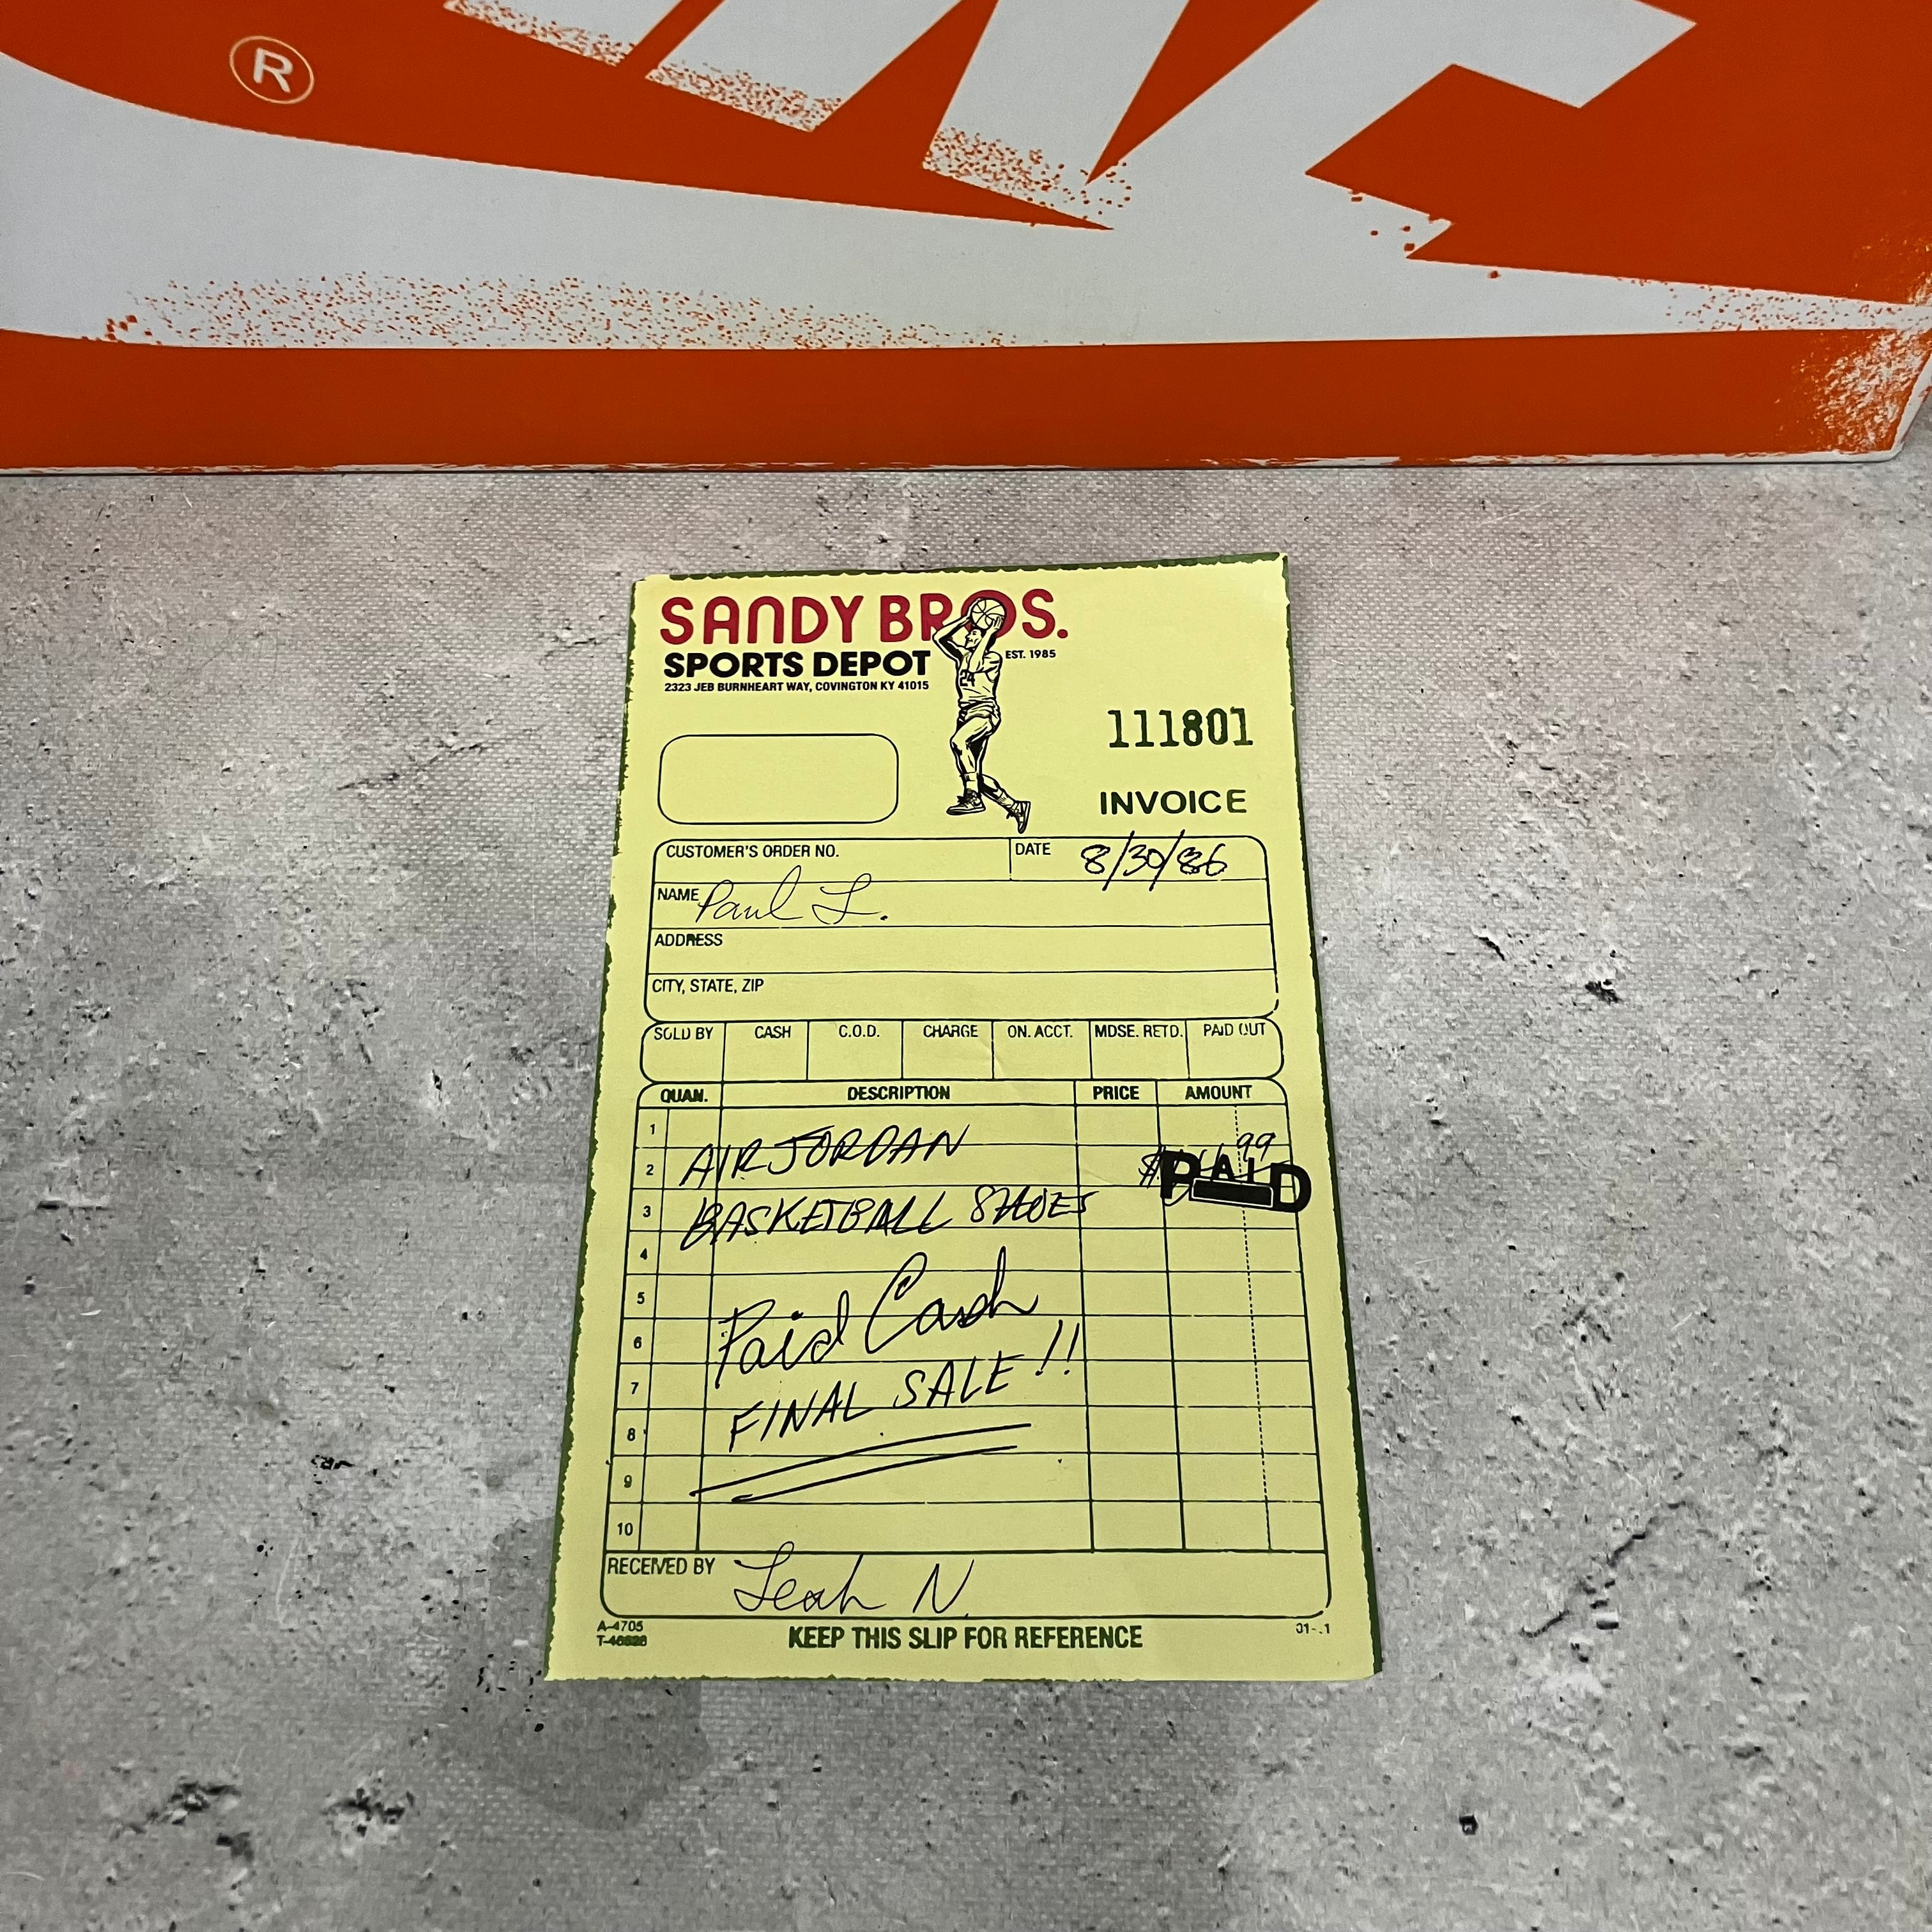 ®
SANDY BROS.
SPORTS DEPOT
EST. 1985
2323 JEB BURNHEART WAY, COVINGTON KY 41015
24
111801
INVOICE
CUSTOMER'S ORDER NO. DATE 8/30/86
NAME Paul L.
ADDRESS
CITY, STATE, ZIP
SOLD BY CASH C.O.D. CHARGE ON. ACCT. MDSE. RETD. PAID OUT
QUAN. DESCRIPTION PRICE AMOUNT
1
2 AIR JORDAN $ 99 PAID
3 BASKETBALL SHOES
4
5 Paid Cash
6
7 FINAL SALE!!
8
9
10
RECEIVED BY Leah N.
A-4705
KEEP THIS SLIP FOR REFERENCE